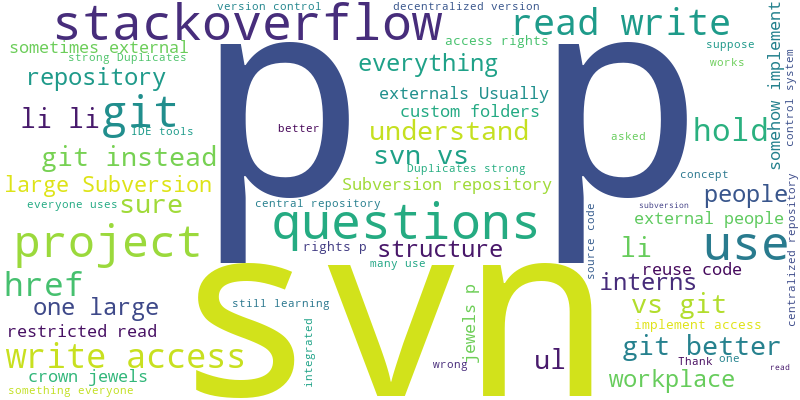 version control
decentralized version
stackoverflow
read write
sometimes external
access rights
suppose
strong Duplicates
everything
works
repository
externals Usually
somehow implement
control system
li li
git
IDE tools
custom folders
better
p p
asked
hold
understand
git instead
svn vs
Duplicates strong
concept
large Subversion
Subversion repository
people
everyone uses
sure
central repository
subversion
questions
external people
centralized repository
project
rights p
structure
source code
li
use
many use
reuse code
href
svn
interns
one large
still learning
jewels p
vs git
restricted read
integrated
implement access
write access
git better
wrong
ul
Thank
one
read
crown jewels
workplace
something everyone